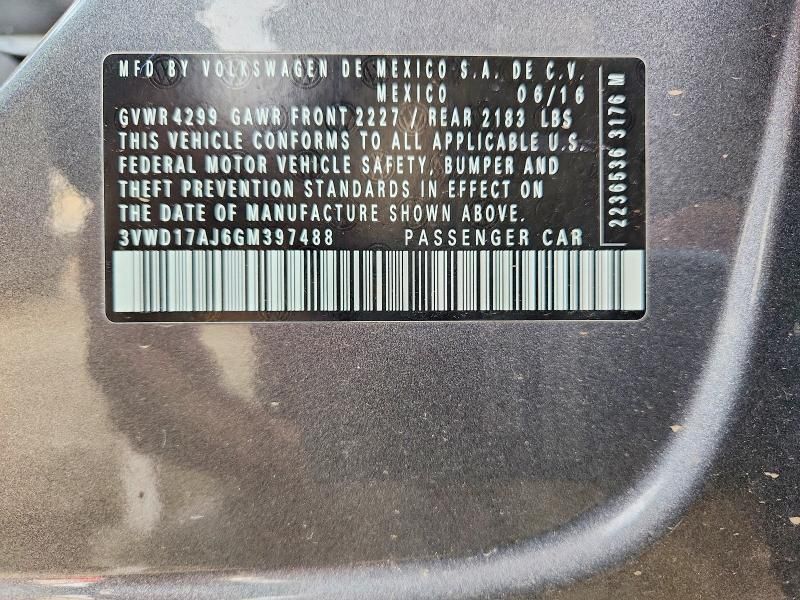 MFD BY VOLKSWAGEN DE MEXICO S.A. DE C.V.
MEXICO 06/16
GVWR 4299 GAWR FRONT 2227 / REAR 2183 LBS
THIS VEHICLE CONFORMS TO ALL APPLICABLE U.S.
FEDERAL MOTOR VEHICLE SAFETY, BUMPER AND
THEFT PREVENTION STANDARDS IN EFFECT ON
THE DATE OF MANUFACTURE SHOWN ABOVE.
3VWD17AJ6GM397488 PASSENGER CAR
2236536 3176 M